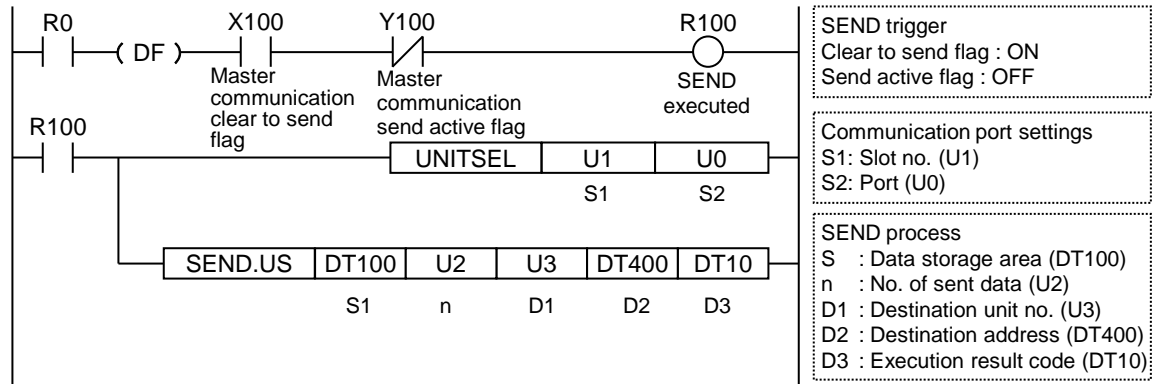 R0 X100 Y100 R100
DF
Master
communication
clear to send
flag
Master
communication
send active flag
SEND
executed
SEND trigger
Clear to send flag : ON
Send active flag : OFF
R100
UNITSEL U1 U0
S1 S2
Communication port settings
S1: Slot no. (U1)
S2: Port (U0)
SEND.US DT100 U2 U3 DT400 DT10
S1 n D1 D2 D3
SEND process
S : Data storage area (DT100)
n : No. of sent data (U2)
D1 : Destination unit no. (U3)
D2 : Destination address (DT400)
D3 : Execution result code (DT10)